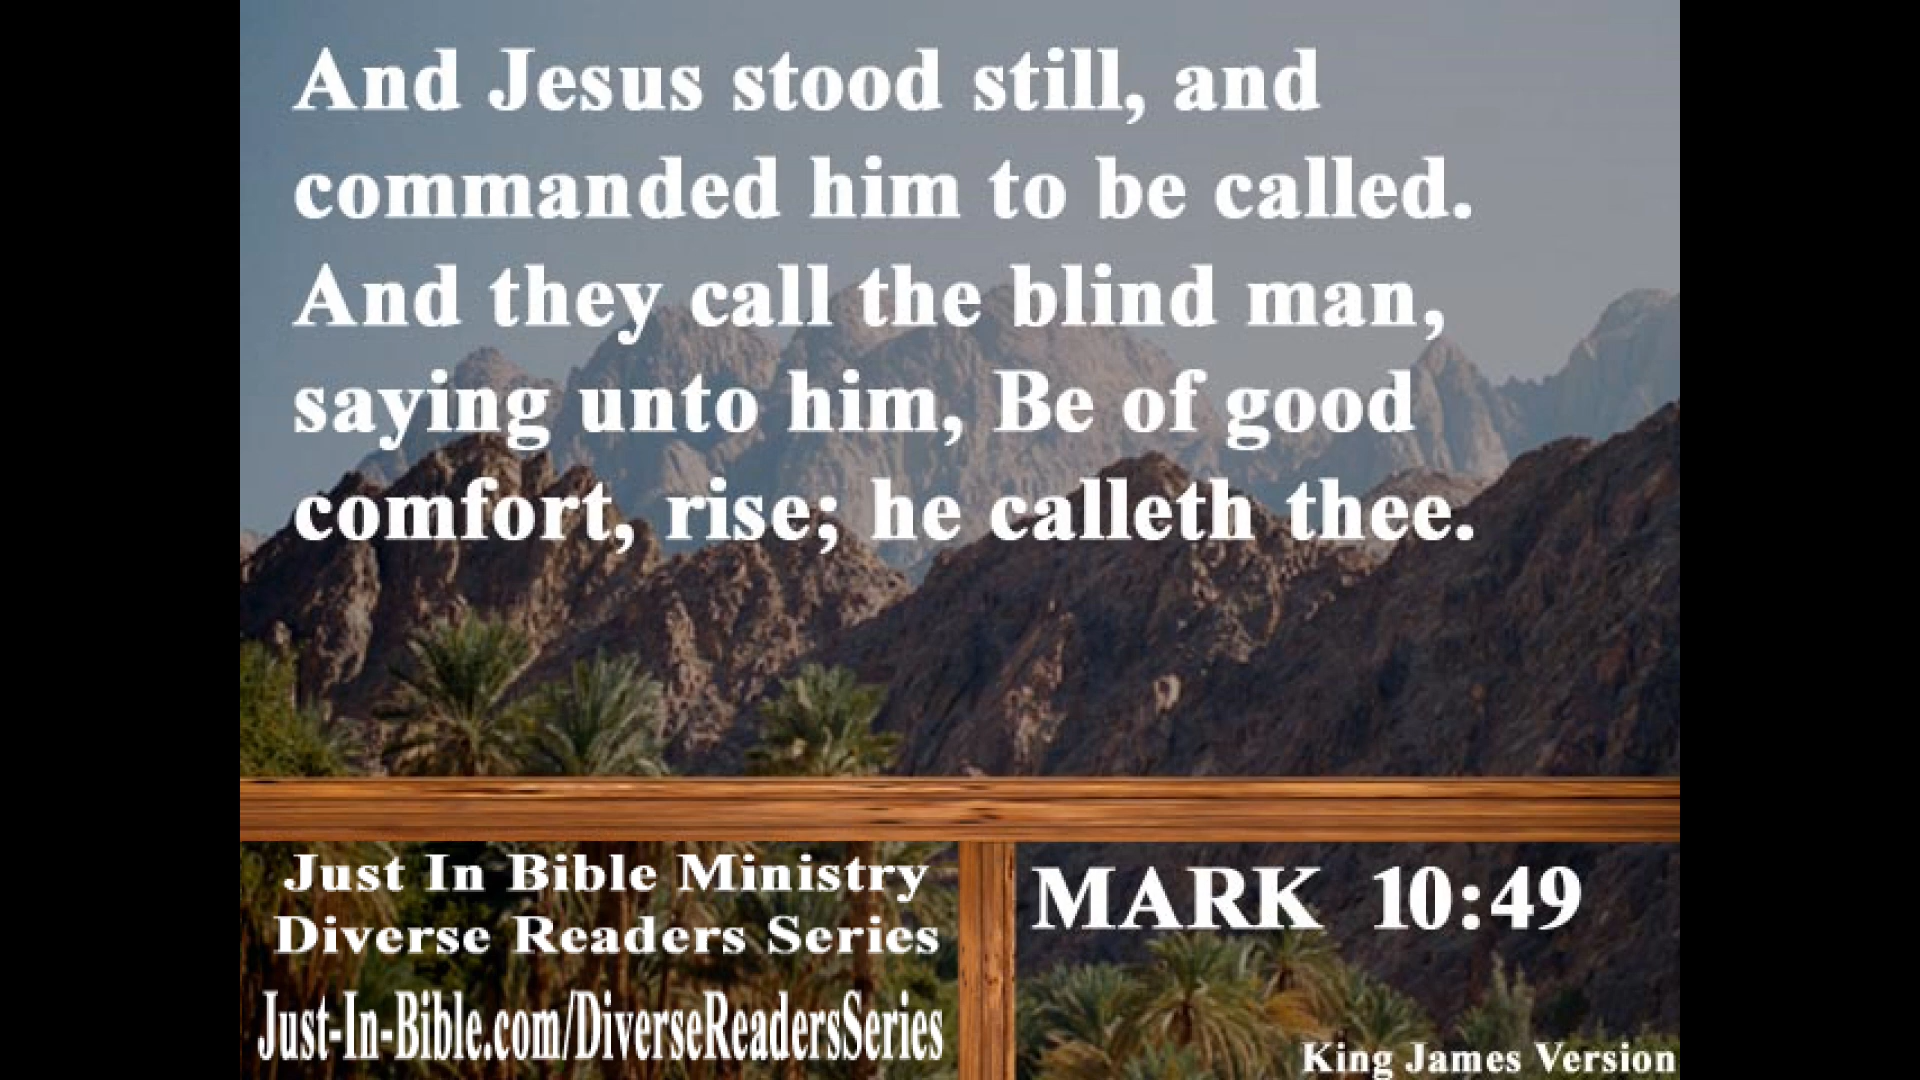 And Jesus stood still, and
commanded him to be called.
And they call the blind man,
saying unto him, Be of good
comfort, rise; he calleth thee.
Just In Bible Ministry
Diverse Readers Series
Just-In-Bible.com/DiverseReadersSeries
MARK 10:49
King James Version